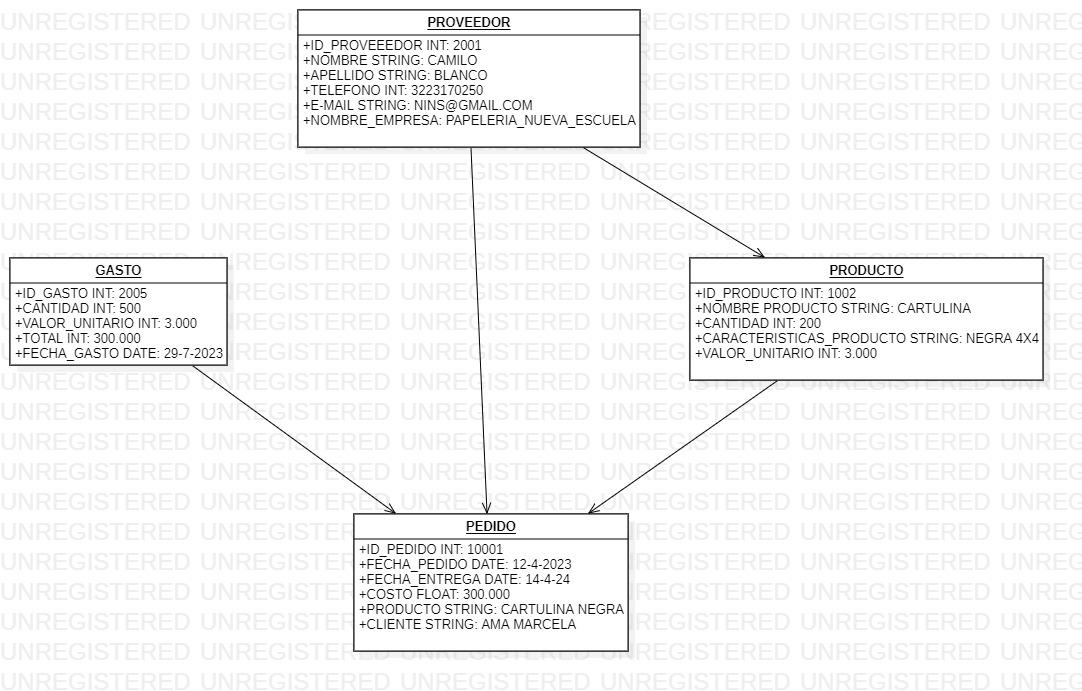 PROVEEDOR
+ID_PROVEEEDOR INT: 2001
+NOMBRE STRING: CAMILO
+APELLIDO STRING: BLANCO
+TELEFONO INT: 3223170250
+E-MAIL STRING: NINS@GMAIL.COM
+NOMBRE_EMPRESA: PAPELERIA_NUEVA_ESCUELA
GASTO
+ID_GASTO INT: 2005
+CANTIDAD INT: 500
+VALOR_UNITARIO INT: 3.000
+TOTAL INT: 300.000
+FECHA_GASTO DATE: 29-7-2023
PRODUCTO
+ID_PRODUCTO INT: 1002
+NOMBRE PRODUCTO STRING: CARTULINA
+CANTIDAD INT: 200
+CARACTERISTICAS_PRODUCTO STRING: NEGRA 4X4
+VALOR_UNITARIO INT: 3.000
PEDIDO
+ID_PEDIDO INT: 10001
+FECHA_PEDIDO DATE: 12-4-2023
+FECHA_ENTREGA DATE: 14-4-24
+COSTO FLOAT: 300.000
+PRODUCTO STRING: CARTULINA NEGRA
+CLIENTE STRING: AMA MARCELA
UNREGISTERED